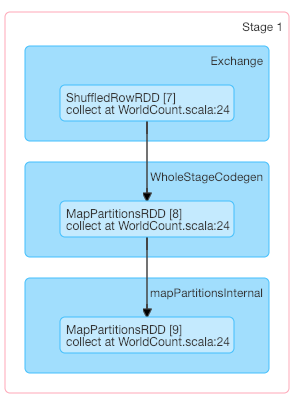 Stage 1
Exchange
ShuffledRowRDD [7]
collect at WorldCount.scala:24
WholeStageCodegen
MapPartitionsRDD [8]
collect at WorldCount.scala:24
mapPartitionsInternal
MapPartitionsRDD [9]
collect at WorldCount.scala:24